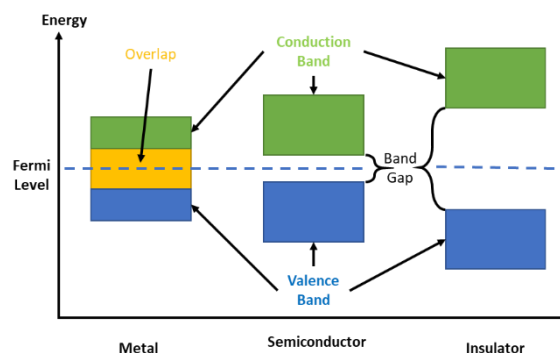 Energy
Overlap
Conduction
Band
Fermi
Level
Band
Gap
Valence
Band
Metal
Semiconductor
Insulator